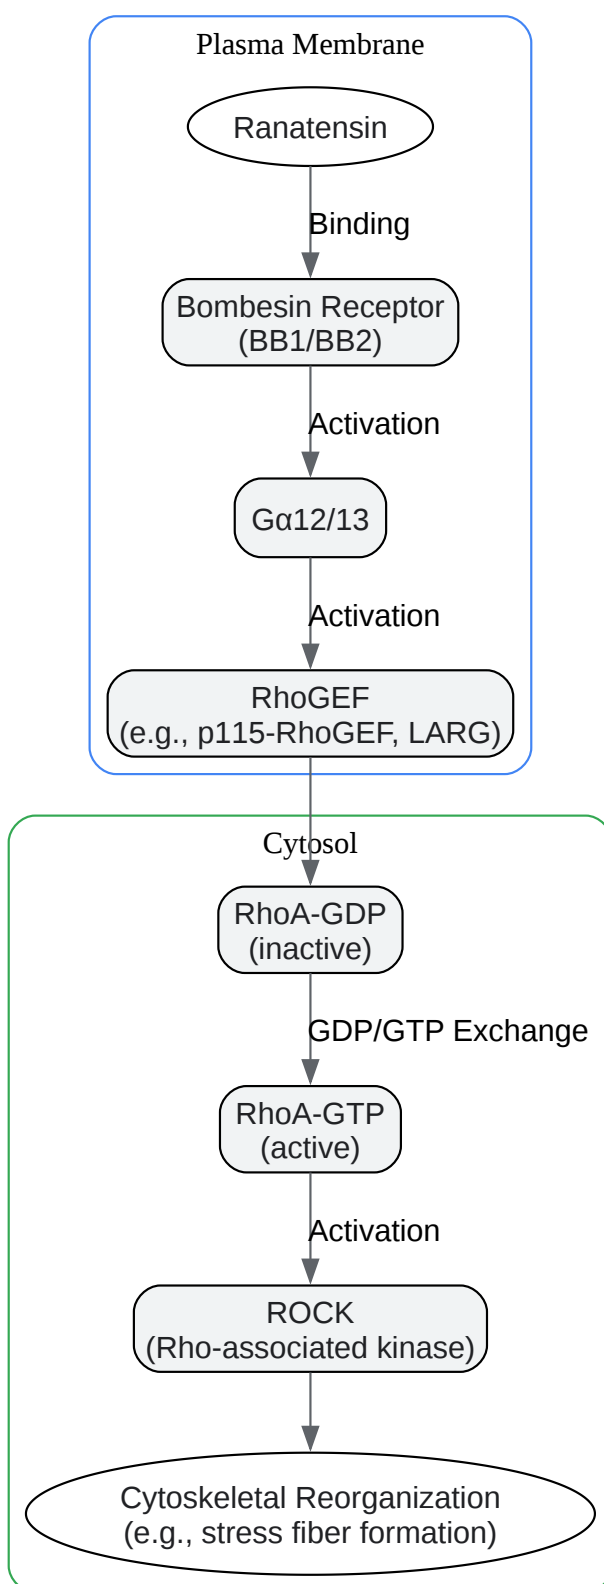 Plasma Membrane
Ranatensin
Binding
Bombesin Receptor
(BB1/BB2)
Activation
Gα12/13
Activation
RhoGEF
(e.g., p115-RhoGEF, LARG)
Cytosol
RhoA-GDP
(inactive)
GDP/GTP Exchange
RhoA-GTP
(active)
Activation
ROCK
(Rho-associated kinase)
Cytoskeletal Reorganization
(e.g., stress fiber formation)